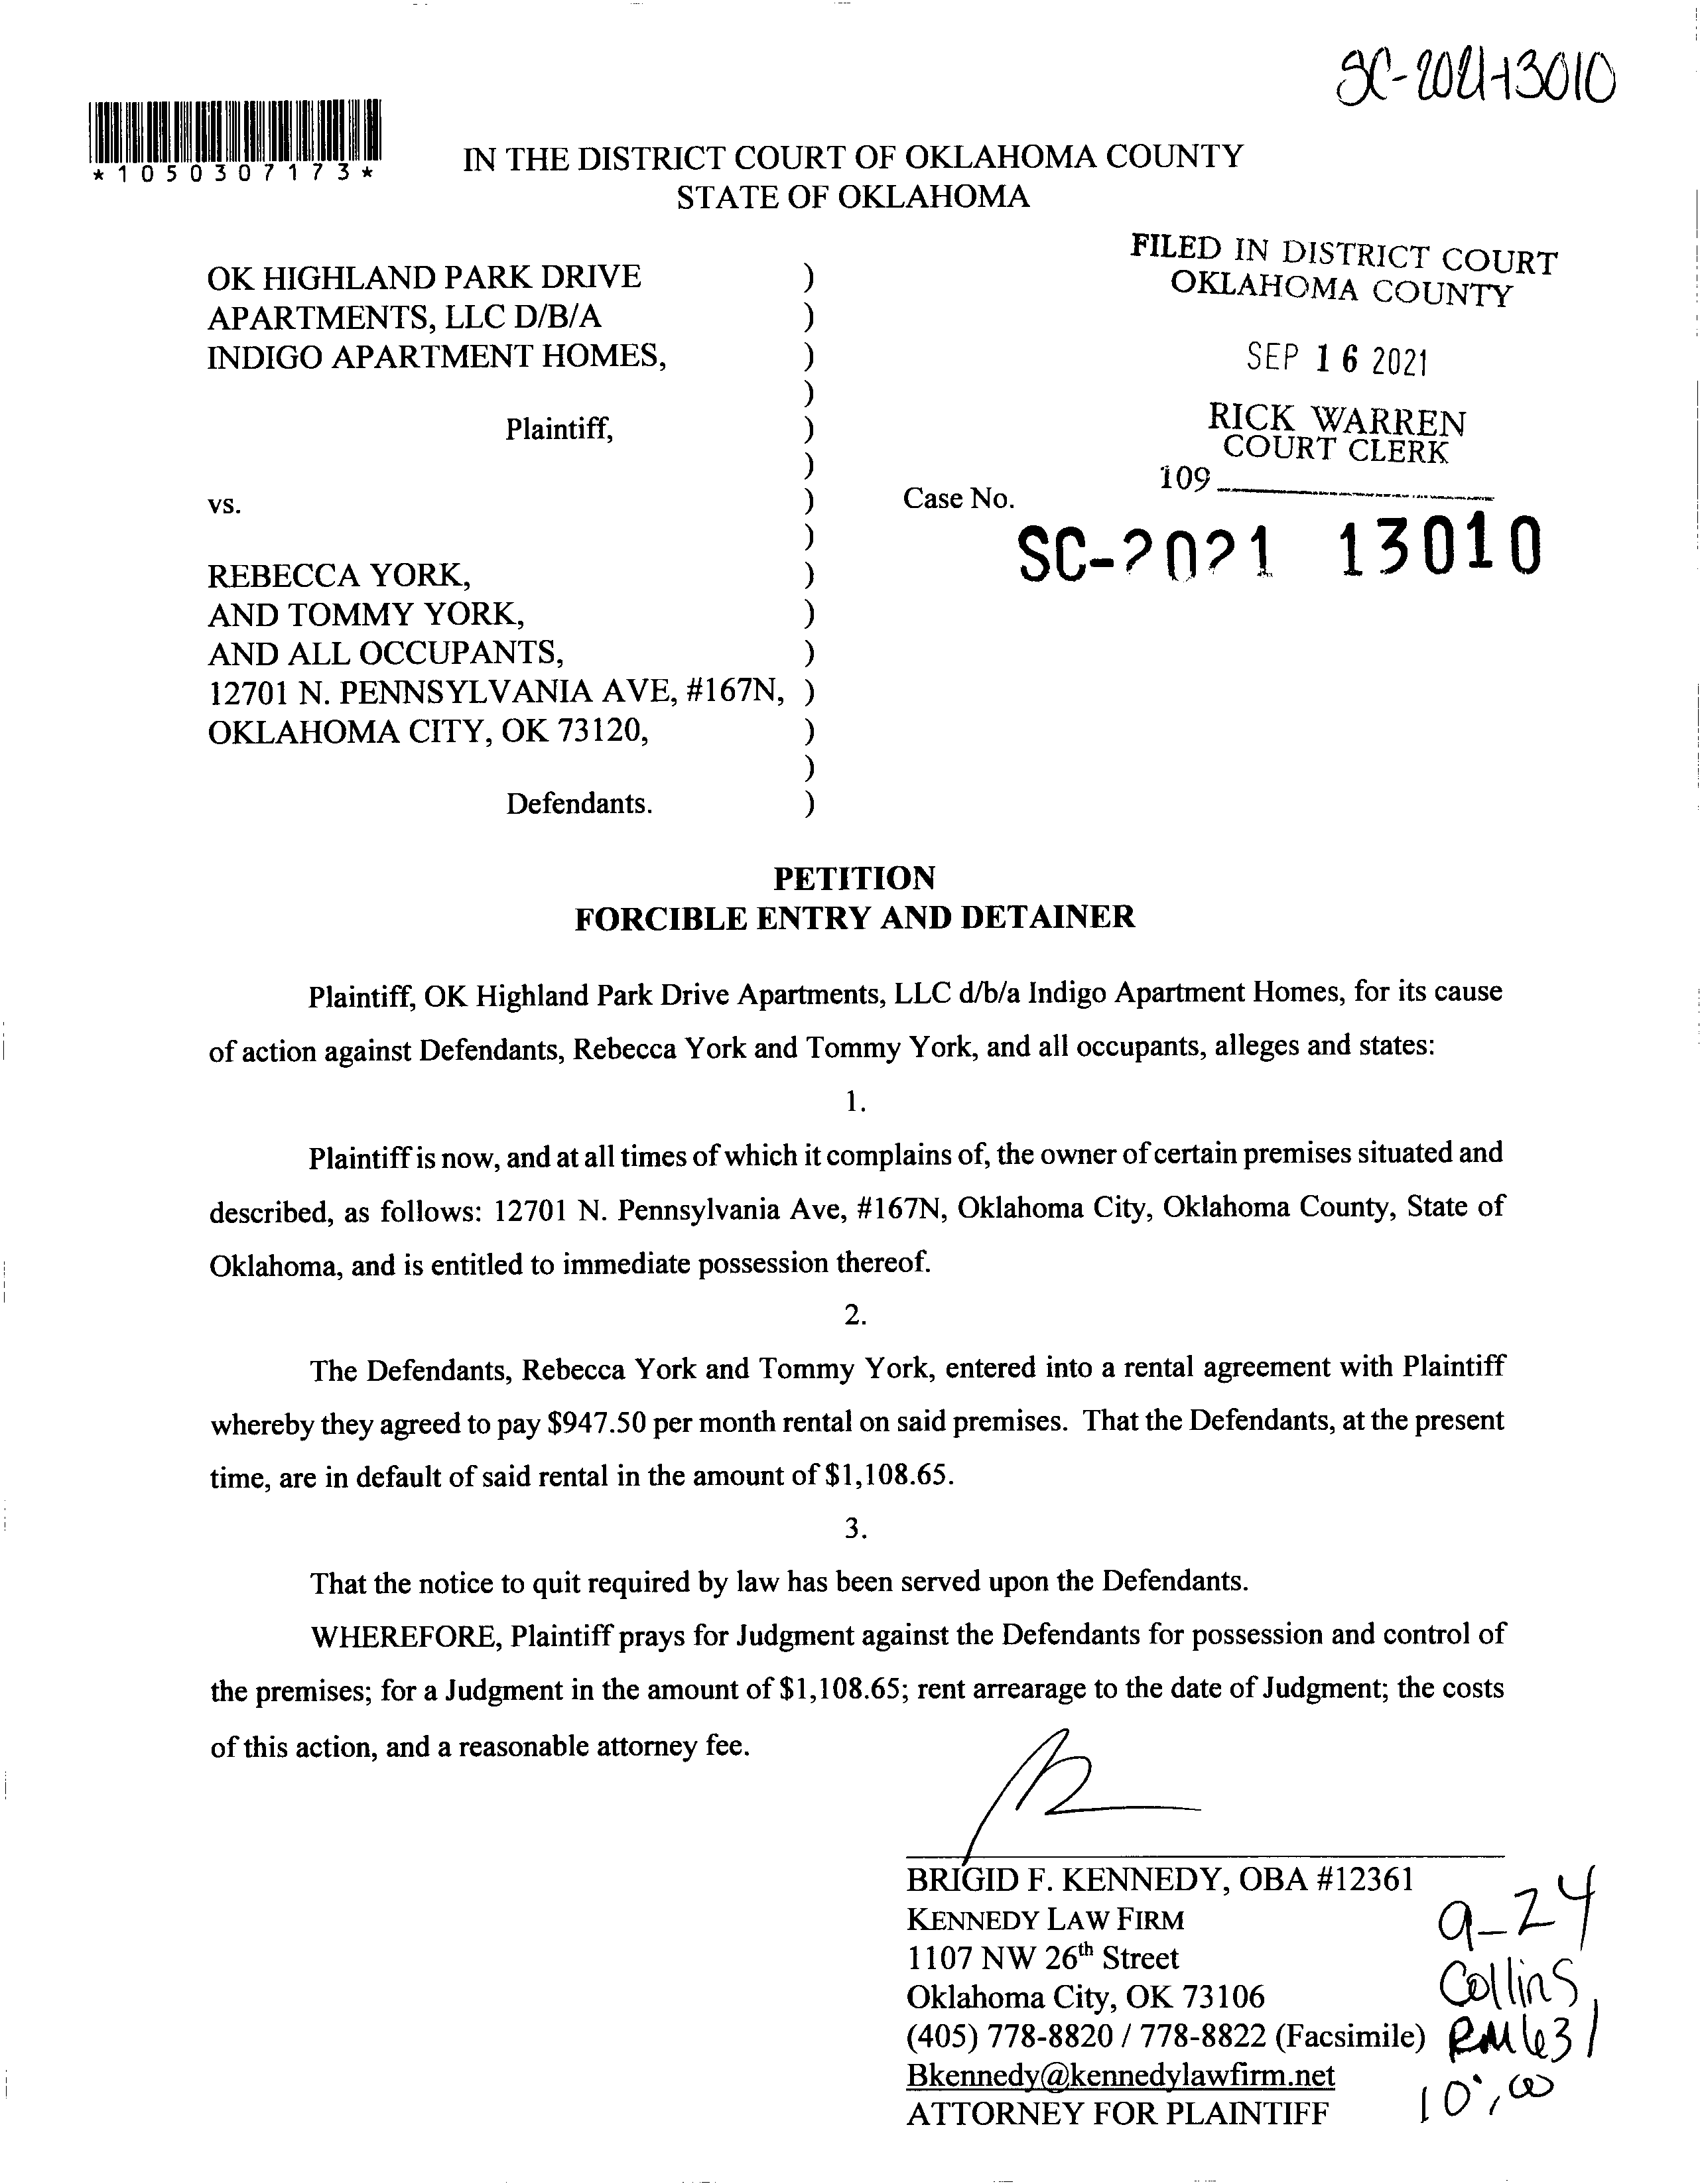 SC-2021-13010
*1050307173*
IN THE DISTRICT COURT OF OKLAHOMA COUNTY
STATE OF OKLAHOMA
FILED IN DISTRICT COURT
OKLAHOMA COUNTY
SEP 16 2021
RICK WARREN
COURT CLERK
109
OK HIGHLAND PARK DRIVE )
APARTMENTS, LLC D/B/A )
INDIGO APARTMENT HOMES, )
)
Plaintiff, )
)
vs. ) Case No.
) SC-2021 13010
REBECCA YORK, )
AND TOMMY YORK, )
AND ALL OCCUPANTS, )
12701 N. PENNSYLVANIA AVE, #167N, )
OKLAHOMA CITY, OK 73120, )
)
Defendants. )
PETITION
FORCIBLE ENTRY AND DETAINER
Plaintiff, OK Highland Park Drive Apartments, LLC d/b/a Indigo Apartment Homes, for its cause
of action against Defendants, Rebecca York and Tommy York, and all occupants, alleges and states:
1.
Plaintiff is now, and at all times of which it complains of, the owner of certain premises situated and
described, as follows: 12701 N. Pennsylvania Ave, #167N, Oklahoma City, Oklahoma County, State of
Oklahoma, and is entitled to immediate possession thereof.
2.
The Defendants, Rebecca York and Tommy York, entered into a rental agreement with Plaintiff
whereby they agreed to pay $947.50 per month rental on said premises. That the Defendants, at the present
time, are in default of said rental in the amount of $1,108.65.
3.
That the notice to quit required by law has been served upon the Defendants.
WHEREFORE, Plaintiff prays for Judgment against the Defendants for possession and control of
the premises; for a Judgment in the amount of $1,108.65; rent arrearage to the date of Judgment; the costs
of this action, and a reasonable attorney fee.
BRIGID F. KENNEDY, OBA #12361
KENNEDY LAW FIRM
1107 NW 26th Street
Oklahoma City, OK 73106
(405) 778-8820 / 778-8822 (Facsimile)
Bkennedy@kennedylawfirm.net
ATTORNEY FOR PLAINTIFF
9-24
Collins
RM 631
10:00